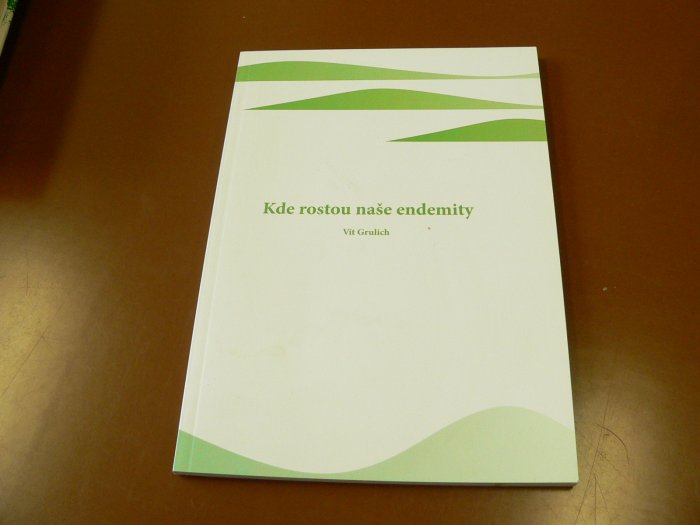 Kde rostou naše endemity
Vít Grulich